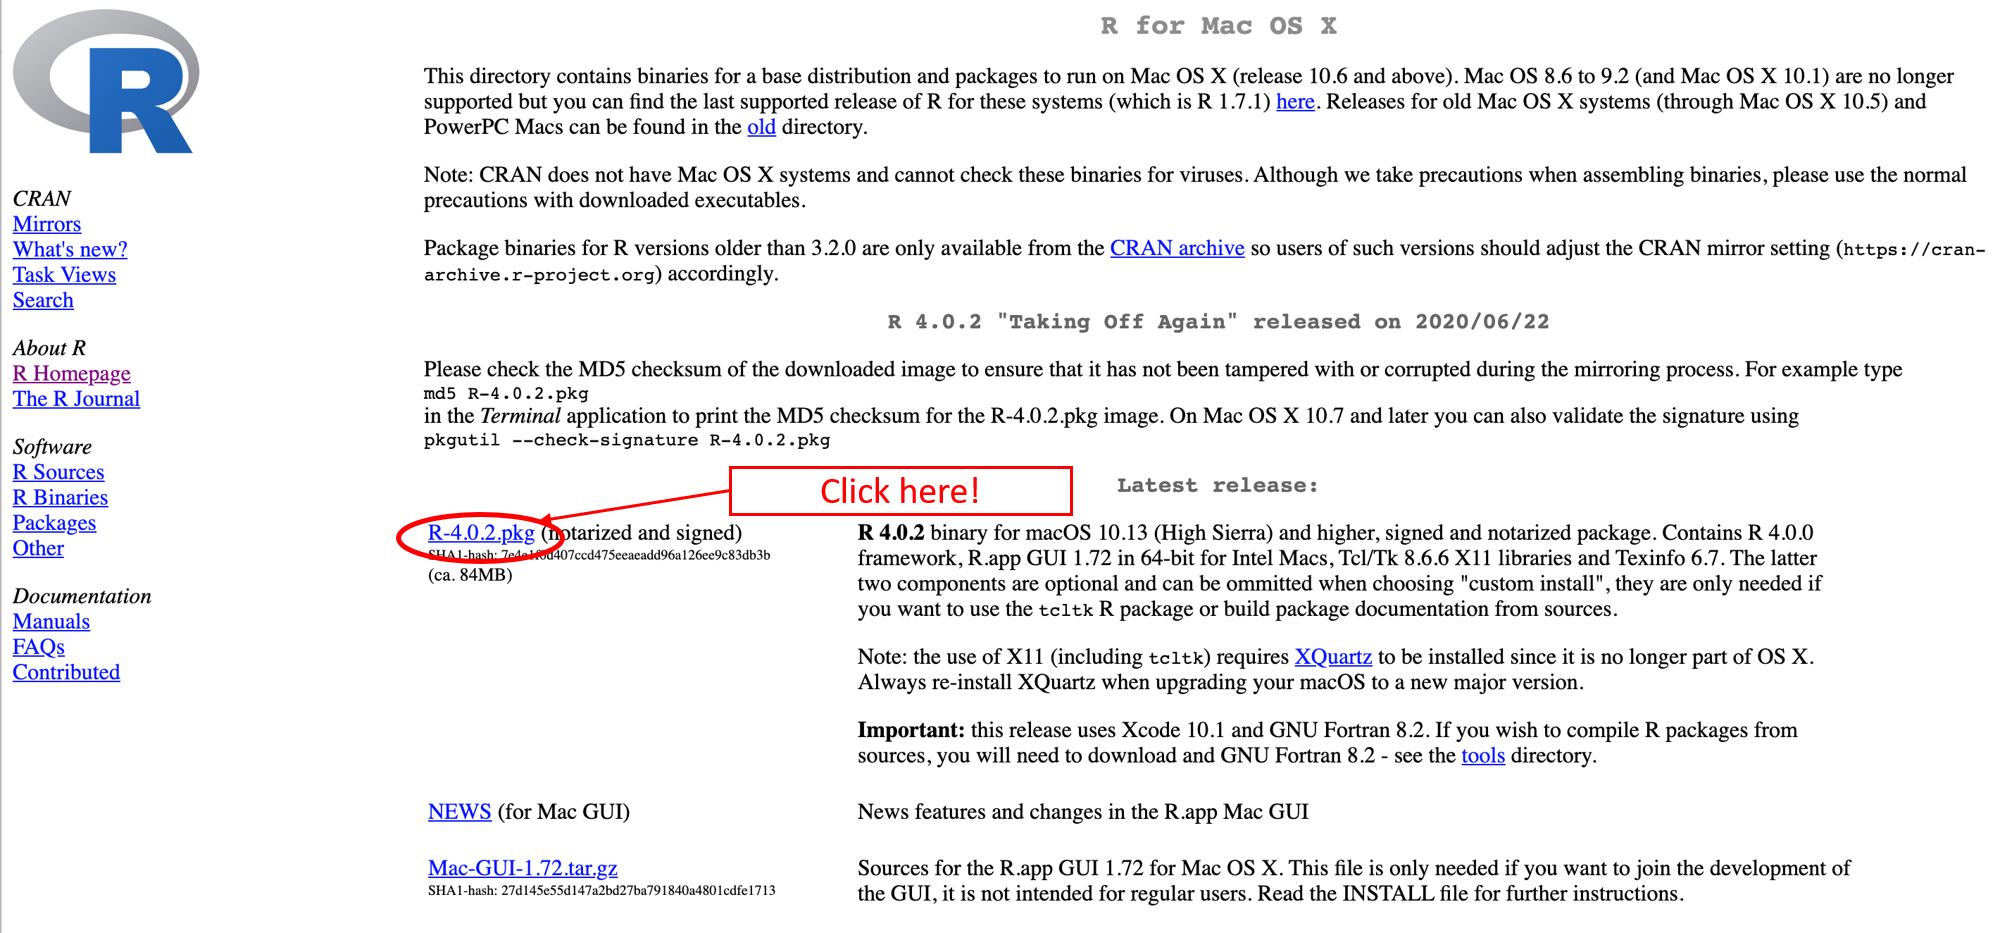 R
CRAN
Mirrors
What's new?
Task Views
Search
About R
R Homepage
The R Journal
Software
R Sources
R Binaries
Packages
Other
Documentation
Manuals
FAQs
Contributed
R for Mac OS X
This directory contains binaries for a base distribution and packages to run on Mac OS X (release 10.6 and above). Mac OS 8.6 to 9.2 (and Mac OS X 10.1) are no longer
supported but you can find the last supported release of R for these systems (which is R 1.7.1) here. Releases for old Mac OS X systems (through Mac OS X 10.5) and
PowerPC Macs can be found in the old directory.
Note: CRAN does not have Mac OS X systems and cannot check these binaries for viruses. Although we take precautions when assembling binaries, please use the normal
precautions with downloaded executables.
Package binaries for R versions older than 3.2.0 are only available from the CRAN archive so users of such versions should adjust the CRAN mirror setting (https://cran-
archive.r-project.org) accordingly.
R 4.0.2 "Taking Off Again" released on 2020/06/22
Please check the MD5 checksum of the downloaded image to ensure that it has not been tampered with or corrupted during the mirroring process. For example type
md5 R-4.0.2.pkg
in the Terminal application to print the MD5 checksum for the R-4.0.2.pkg image. On Mac OS X 10.7 and later you can also validate the signature using
pkgutil --check-signature R-4.0.2.pkg
Click here!
Latest release:
R-4.0.2.pkg (notarized and signed)
SHA1-hash:
(ca. 84MB)
R 4.0.2 binary for macOS 10.13 (High Sierra) and higher, signed and notarized package. Contains R 4.0.0
framework, R.app GUI 1.72 in 64-bit for Intel Macs, Tcl/Tk 8.6.6 X11 libraries and Texinfo 6.7. The latter
two components are optional and can be ommitted when choosing "custom install", they are only needed if
you want to use the tcltk R package or build package documentation from sources.
Note: the use of X11 (including tcltk) requires XQuartz to be installed since it is no longer part of OS X.
Always re-install XQuartz when upgrading your macOS to a new major version.
Important: this release uses Xcode 10.1 and GNU Fortran 8.2. If you wish to compile R packages from
sources, you will need to download and GNU Fortran 8.2 - see the tools directory.
NEWS (for Mac GUI)
News features and changes in the R.app Mac GUI
Mac-GUI-1.72.tar.gz
SHA1-hash: 27d145e55d147a2bd27ba791840a4801cdfe1713
Sources for the R.app GUI 1.72 for Mac OS X. This file is only needed if you want to join the development of
the GUI, it is not intended for regular users. Read the INSTALL file for further instructions.